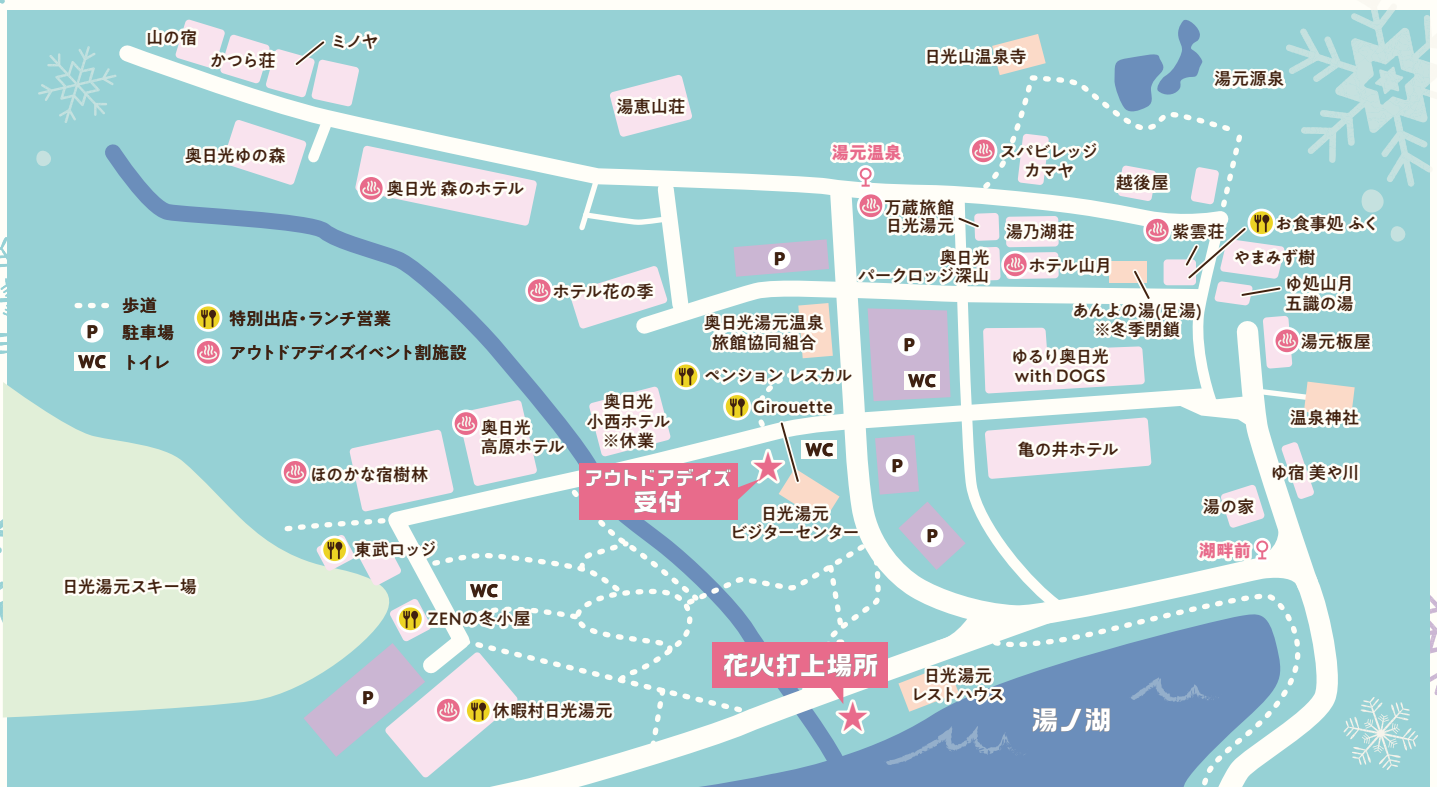 山の宿
かつら荘
ミノヤ
湯恵山荘
日光山温泉寺
湯元源泉
奥日光ゆの森
奥日光 森のホテル
湯元温泉
スパビレッジ
カマヤ
越後屋
万蔵旅館
日光湯元
湯乃湖荘
紫雲荘
お食事処 ふく
やまみず樹
P
奥日光
パークロッジ深山
ホテル山月
ホテル花の季
ゆ処山月
五識の湯
あんよの湯(足湯)
※冬季閉鎖
歩道
P
駐車場
WC
トイレ
特別出店・ランチ営業
アウトドアデイズイベント割施設
奥日光湯元温泉
旅館協同組合
P
WC
ゆるり奥日光
with DOGS
湯元板屋
ペンション レスカル
Girouette
奥日光
小西ホテル
※休業
奥日光
高原ホテル
温泉神社
WC
亀の井ホテル
P
ほのかな宿樹林
アウトドアデイズ
受付
ゆ宿 美や川
湯の家
日光湯元
ビジターセンター
P
湖畔前
東武ロッジ
日光湯元スキー場
WC
ZENの冬小屋
花火打上場所
P
休暇村日光湯元
日光湯元
レストハウス
湯ノ湖